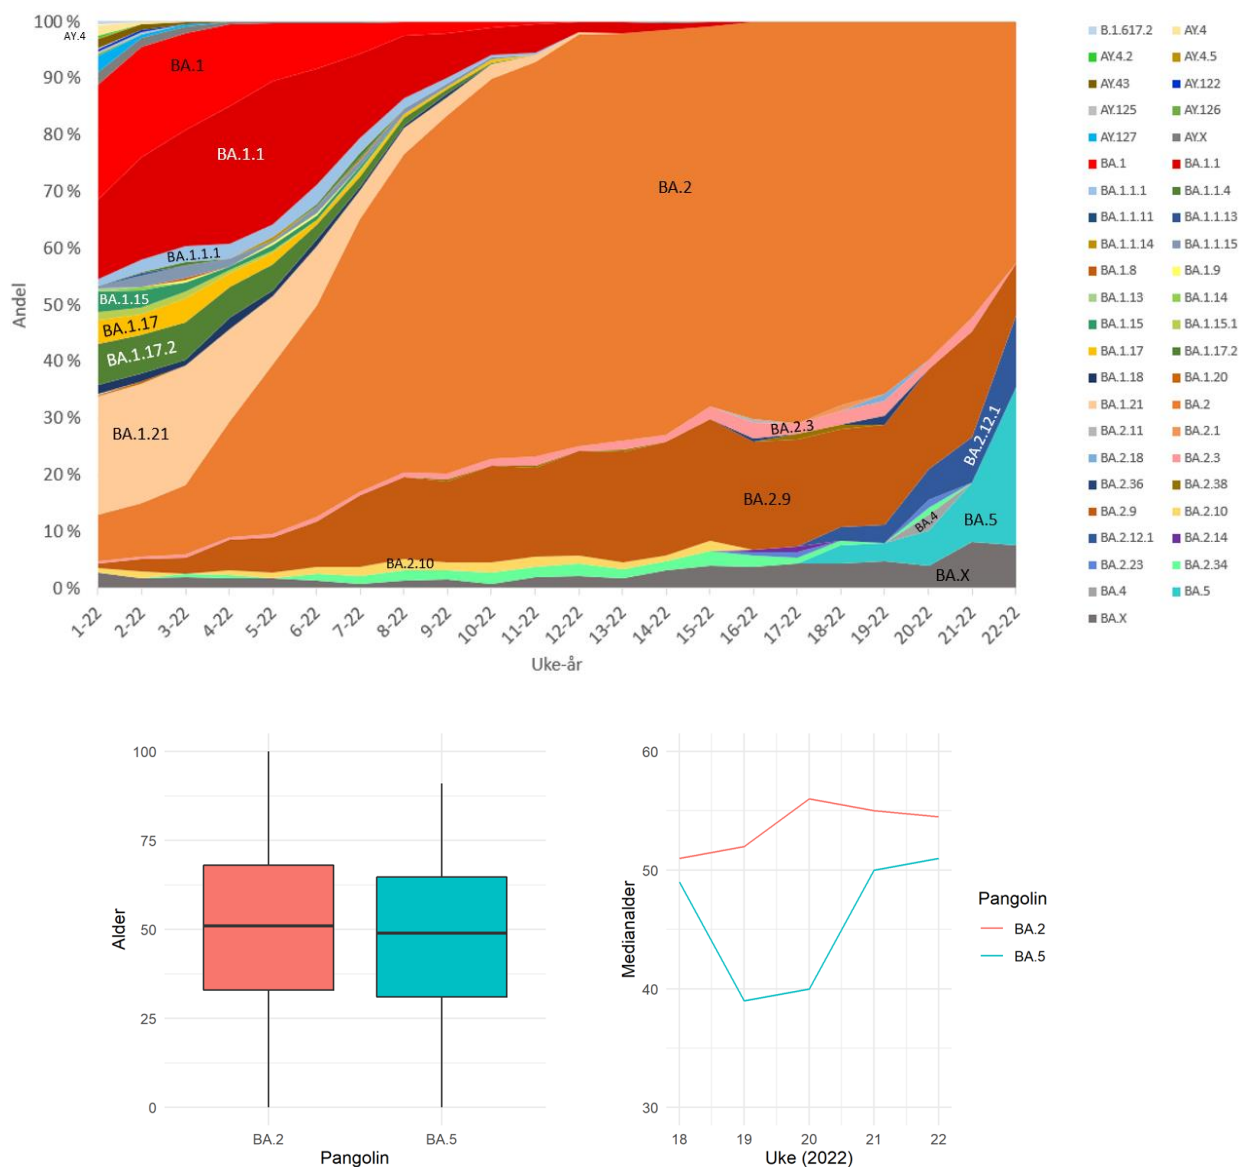 100 %
90 %
80 %
70 %
60 %
50 %
40 %
30 %
20 %
10 %
0 %
Andel
AY.4
BA.1
BA.1.1
BA.1.1.1
BA.1.15
BA.1.17
BA.1.17.2
BA.1.21
BA.2
BA.2.3
BA.2.9
BA.2.10
BA.2.12.1
BA.4
BA.5
BA.X
1-22
2-22
3-22
4-22
5-22
6-22
7-22
8-22
9-22
10-22
11-22
12-22
13-22
14-22
15-22
16-22
17-22
18-22
19-22
20-22
21-22
22-22
Uke-år
B.1.617.2 AY.4
AY.4.2 AY.4.5
AY.43 AY.122
AY.125 AY.126
AY.127 AY.X
BA.1 BA.1.1
BA.1.1.1 BA.1.1.4
BA.1.1.11 BA.1.1.13
BA.1.1.14 BA.1.1.15
BA.1.8 BA.1.9
BA.1.13 BA.1.14
BA.1.15 BA.1.15.1
BA.1.17 BA.1.17.2
BA.1.18 BA.1.20
BA.1.21 BA.2
BA.2.11 BA.2.1
BA.2.18 BA.2.3
BA.2.36 BA.2.38
BA.2.9 BA.2.10
BA.2.12.1 BA.2.14
BA.2.23 BA.2.34
BA.4 BA.5
BA.X
100
75
50
25
0
Alder
BA.2 BA.5
Pangolin
60
50
40
30
Medianalder
18 19 20 21 22
Uke (2022)
Pangolin
BA.2
BA.5